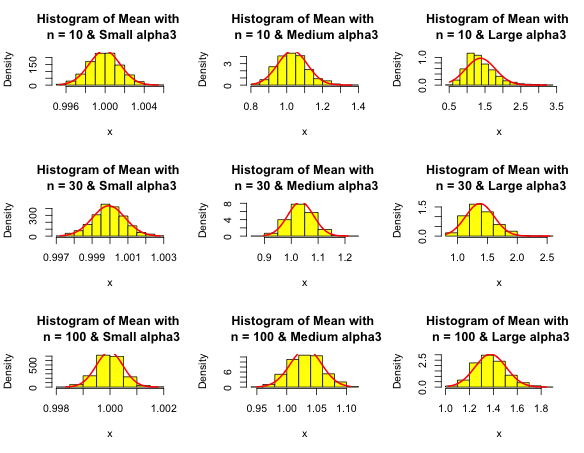 Histogram of Mean with
n = 10 & Small alpha3
Density
0 150
0.996 1.000 1.004
x
Histogram of Mean with
n = 10 & Medium alpha3
Density
0 3
0.8 1.0 1.2 1.4
x
Histogram of Mean with
n = 10 & Large alpha3
Density
0.0 1.0
0.5 1.5 2.5 3.5
x
Histogram of Mean with
n = 30 & Small alpha3
Density
0 300
0.997 0.999 1.001 1.003
x
Histogram of Mean with
n = 30 & Medium alpha3
Density
0 4 8
0.9 1.0 1.1 1.2
x
Histogram of Mean with
n = 30 & Large alpha3
Density
0.0 1.5
1.0 1.5 2.0 2.5
x
Histogram of Mean with
n = 100 & Small alpha3
Density
0 500
0.998 1.000 1.002
x
Histogram of Mean with
n = 100 & Medium alpha3
Density
0 6
0.95 1.00 1.05 1.10
x
Histogram of Mean with
n = 100 & Large alpha3
Density
0.0 2.5
1.0 1.2 1.4 1.6 1.8
x